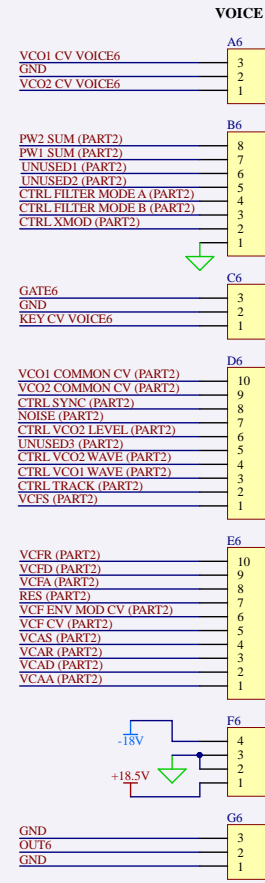 VOICE
A6
VCO1 CV VOICE6 3
GND 2
VCO2 CV VOICE6 1
B6
PW2 SUM (PART2) 8
PW1 SUM (PART2) 7
UNUSED1 (PART2) 6
UNUSED2 (PART2) 5
CTRL FILTER MODE A (PART2) 4
CTRL FILTER MODE B (PART2) 3
CTRL XMOD (PART2) 2
1
C6
GATE6 3
GND 2
KEY CV VOICE6 1
D6
VCO1 COMMON CV (PART2) 10
VCO2 COMMON CV (PART2) 9
CTRL SYNC (PART2) 8
NOISE (PART2) 7
CTRL VCO2 LEVEL (PART2) 6
UNUSED3 (PART2) 5
CTRL VCO2 WAVE (PART2) 4
CTRL VCO1 WAVE (PART2) 3
CTRL TRACK (PART2) 2
VCFS (PART2) 1
E6
VCFR (PART2) 10
VCFD (PART2) 9
VCFA (PART2) 8
RES (PART2) 7
VCF ENV MOD CV (PART2) 6
VCF CV (PART2) 5
VCAS (PART2) 4
VCAR (PART2) 3
VCAD (PART2) 2
VCAA (PART2) 1
F6
-18V 4
3
2
+18.5V 1
G6
GND 3
OUT6 2
GND 1